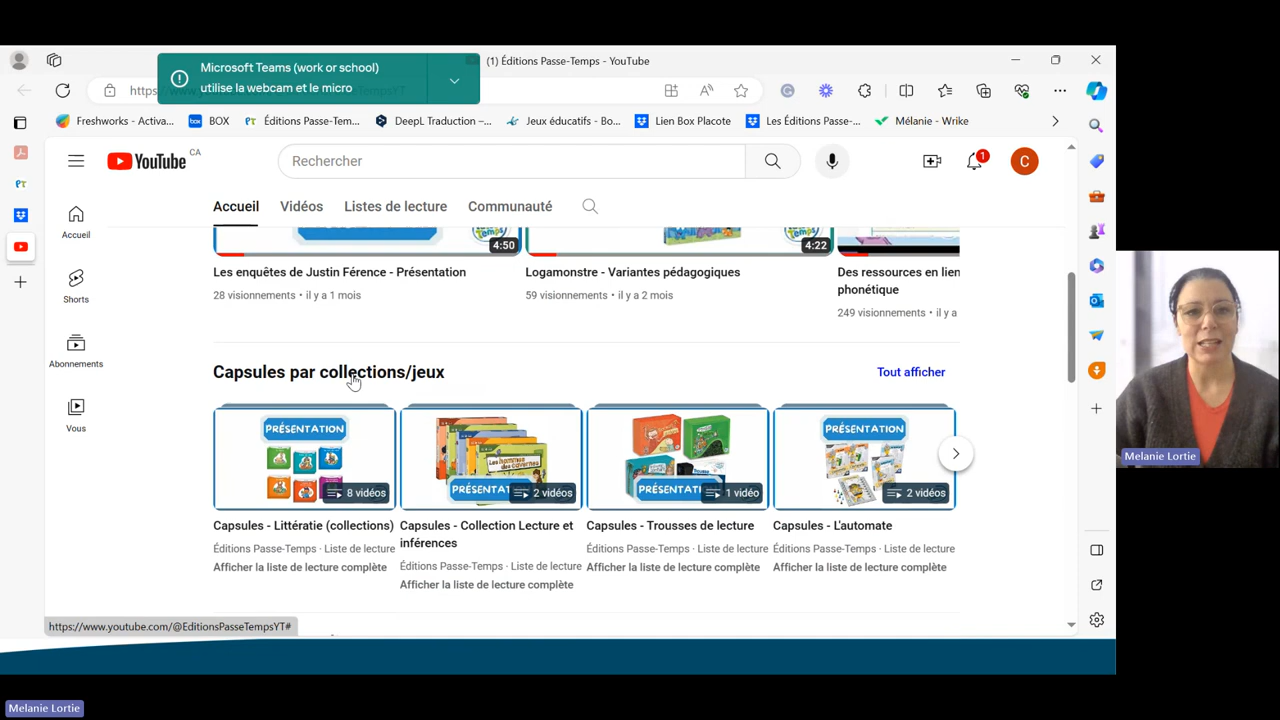 Microsoft Teams (work or school)
utilise la webcam et le micro
(1) Éditions Passe-Temps - YouTube
Freshworks - Activa...
BOX
Éditions Passe-Tem...
DeepL Traduction –...
Jeux éducatifs - Bo...
Lien Box Placote
Les Éditions Passe-...
Mélanie - Wrike
YouTube CA
Rechercher
1
C
Accueil
Vidéos
Listes de lecture
Communauté
Accueil
Shorts
Abonnements
Vous
4:50
4:22
Les enquêtes de Justin Férence - Présentation
28 visionnements • il y a 1 mois
Logamonstre - Variantes pédagogiques
59 visionnements • il y a 2 mois
Des ressources en lien
phonétique
249 visionnements • il y a
Capsules par collections/jeux
Tout afficher
PRÉSENTATION
8 vidéos
Capsules - Littératie (collections)
Éditions Passe-Temps · Liste de lecture
Afficher la liste de lecture complète
Les hommes des cavernes
2 vidéos
Capsules - Collection Lecture et
inférences
Éditions Passe-Temps · Liste de lecture
Afficher la liste de lecture complète
1 vidéo
Capsules - Trousses de lecture
Éditions Passe-Temps · Liste de lecture
Afficher la liste de lecture complète
PRÉSENTATION
2 vidéos
Capsules - L'automate
Éditions Passe-Temps · Liste de lecture
Afficher la liste de lecture complète
https://www.youtube.com/@EditionsPasseTempsYT#
Melanie Lortie
Melanie Lortie